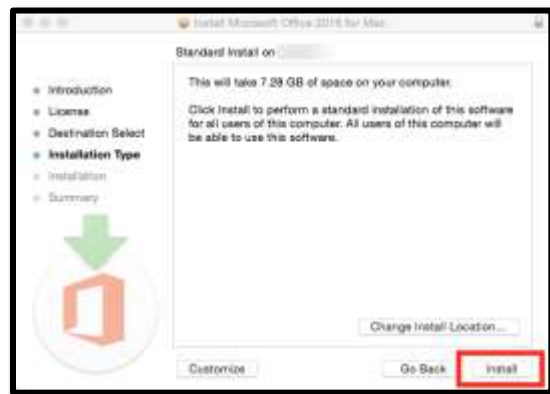 Install Microsoft Office 2016 for Mac
Standard Install on
Introduction
License
Destination Select
Installation Type
Installation
Summary
This will take 7.28 GB of space on your computer.
Click Install to perform a standard installation of this software
for all users of this computer. All users of this computer will
be able to use this software.
Change Install Location...
Customize
Go Back
Install